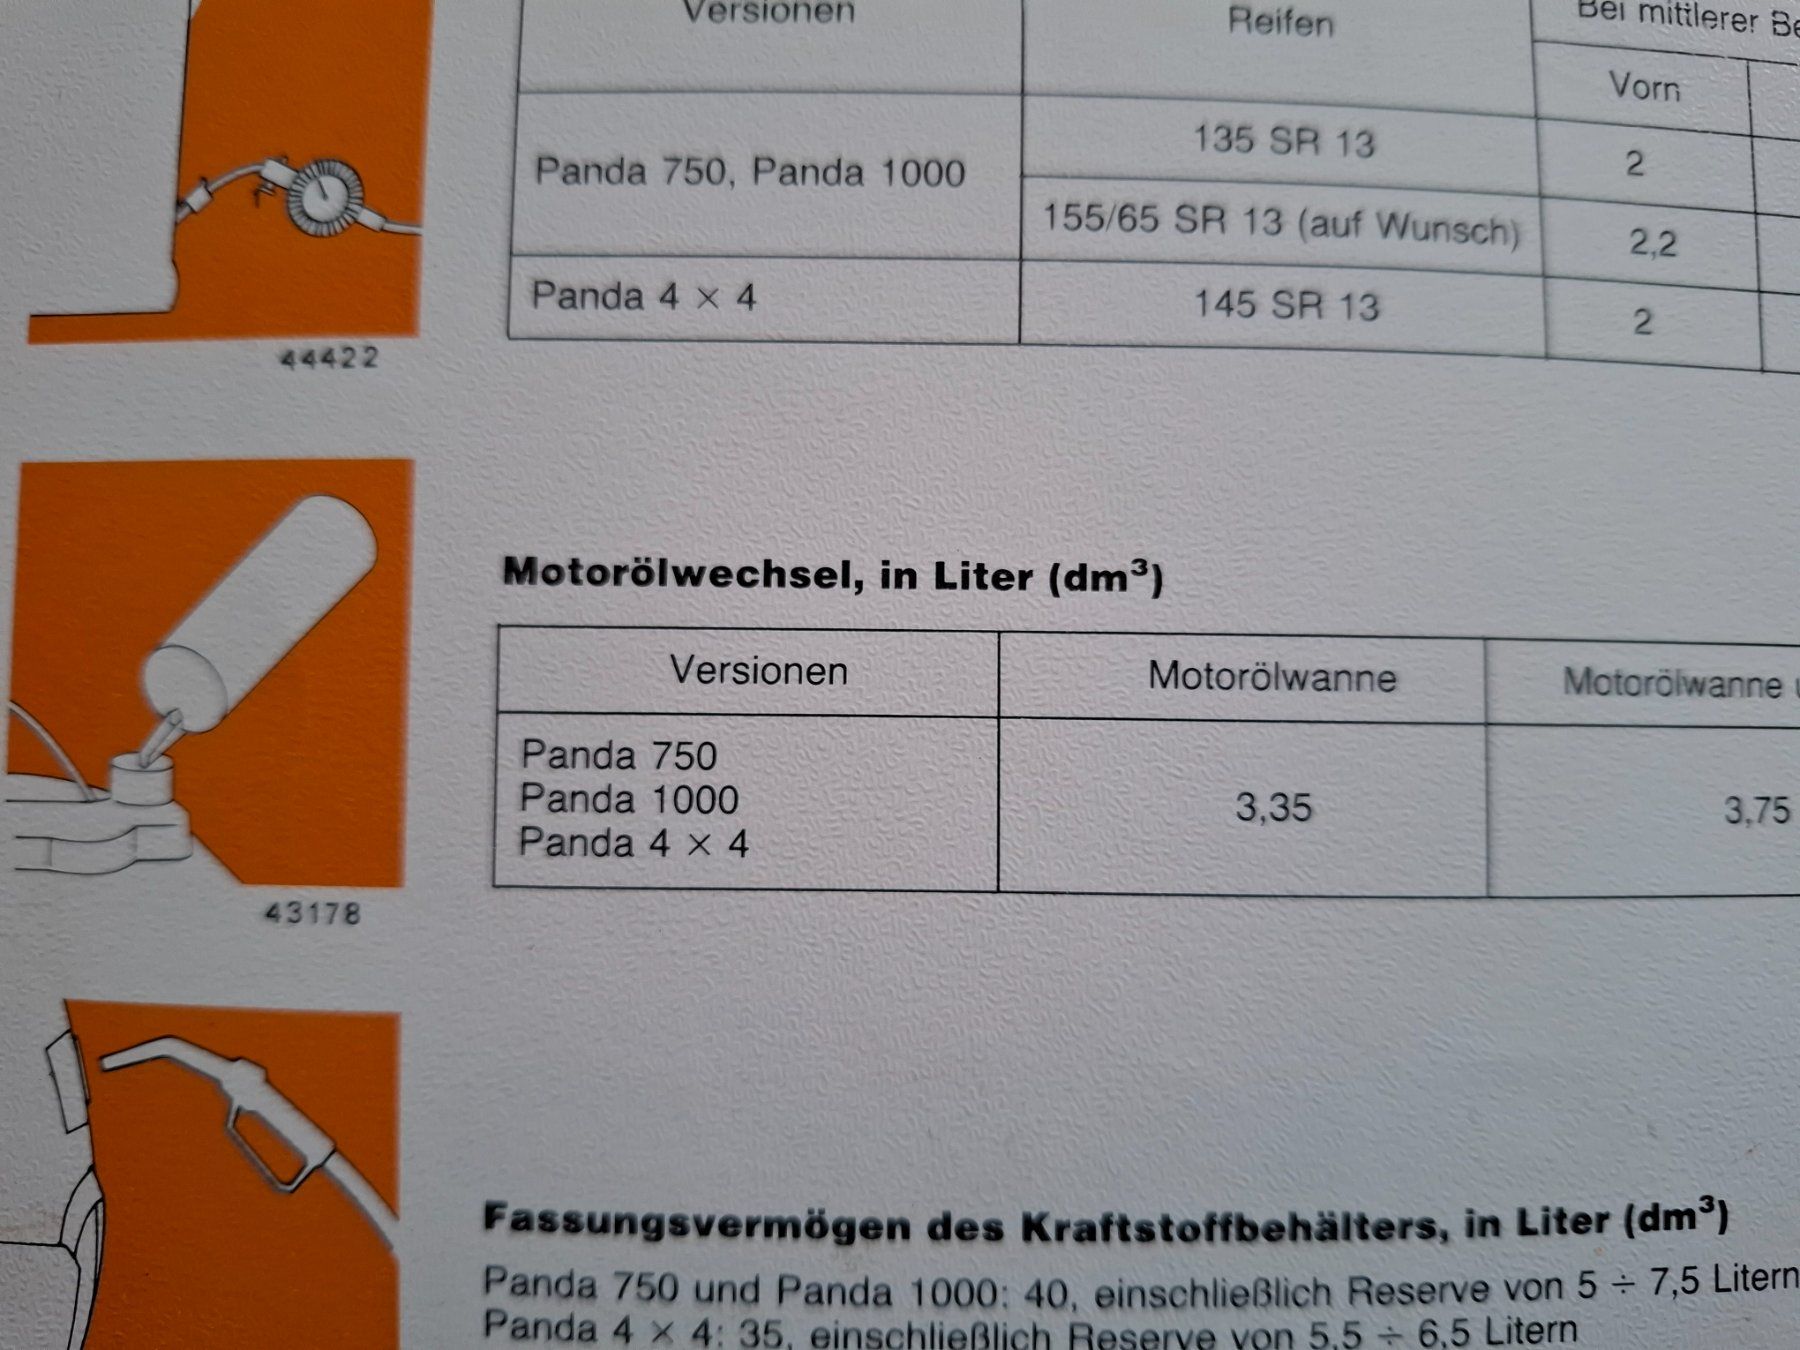 Versionen
Reifen
Bei mittlerer
Vorn
Panda 750, Panda 1000
135 SR 13
2
155/65 SR 13 (auf Wunsch)
2,2
Panda 4 × 4
145 SR 13
2
44422
Motorölwechsel, in Liter (dm³)
Versionen
Motorölwanne
Motorölwanne
Panda 750
Panda 1000
Panda 4 × 4
3,35
3,75
43178
Fassungsvermögen des Kraftstoffbehälters, in Liter (dm³)
Panda 750 und Panda 1000: 40, einschließlich Reserve von 5 ÷ 7,5 Litern
Panda 4 × 4: 35, einschließlich Reserve von 5,5 ÷ 6,5 Litern